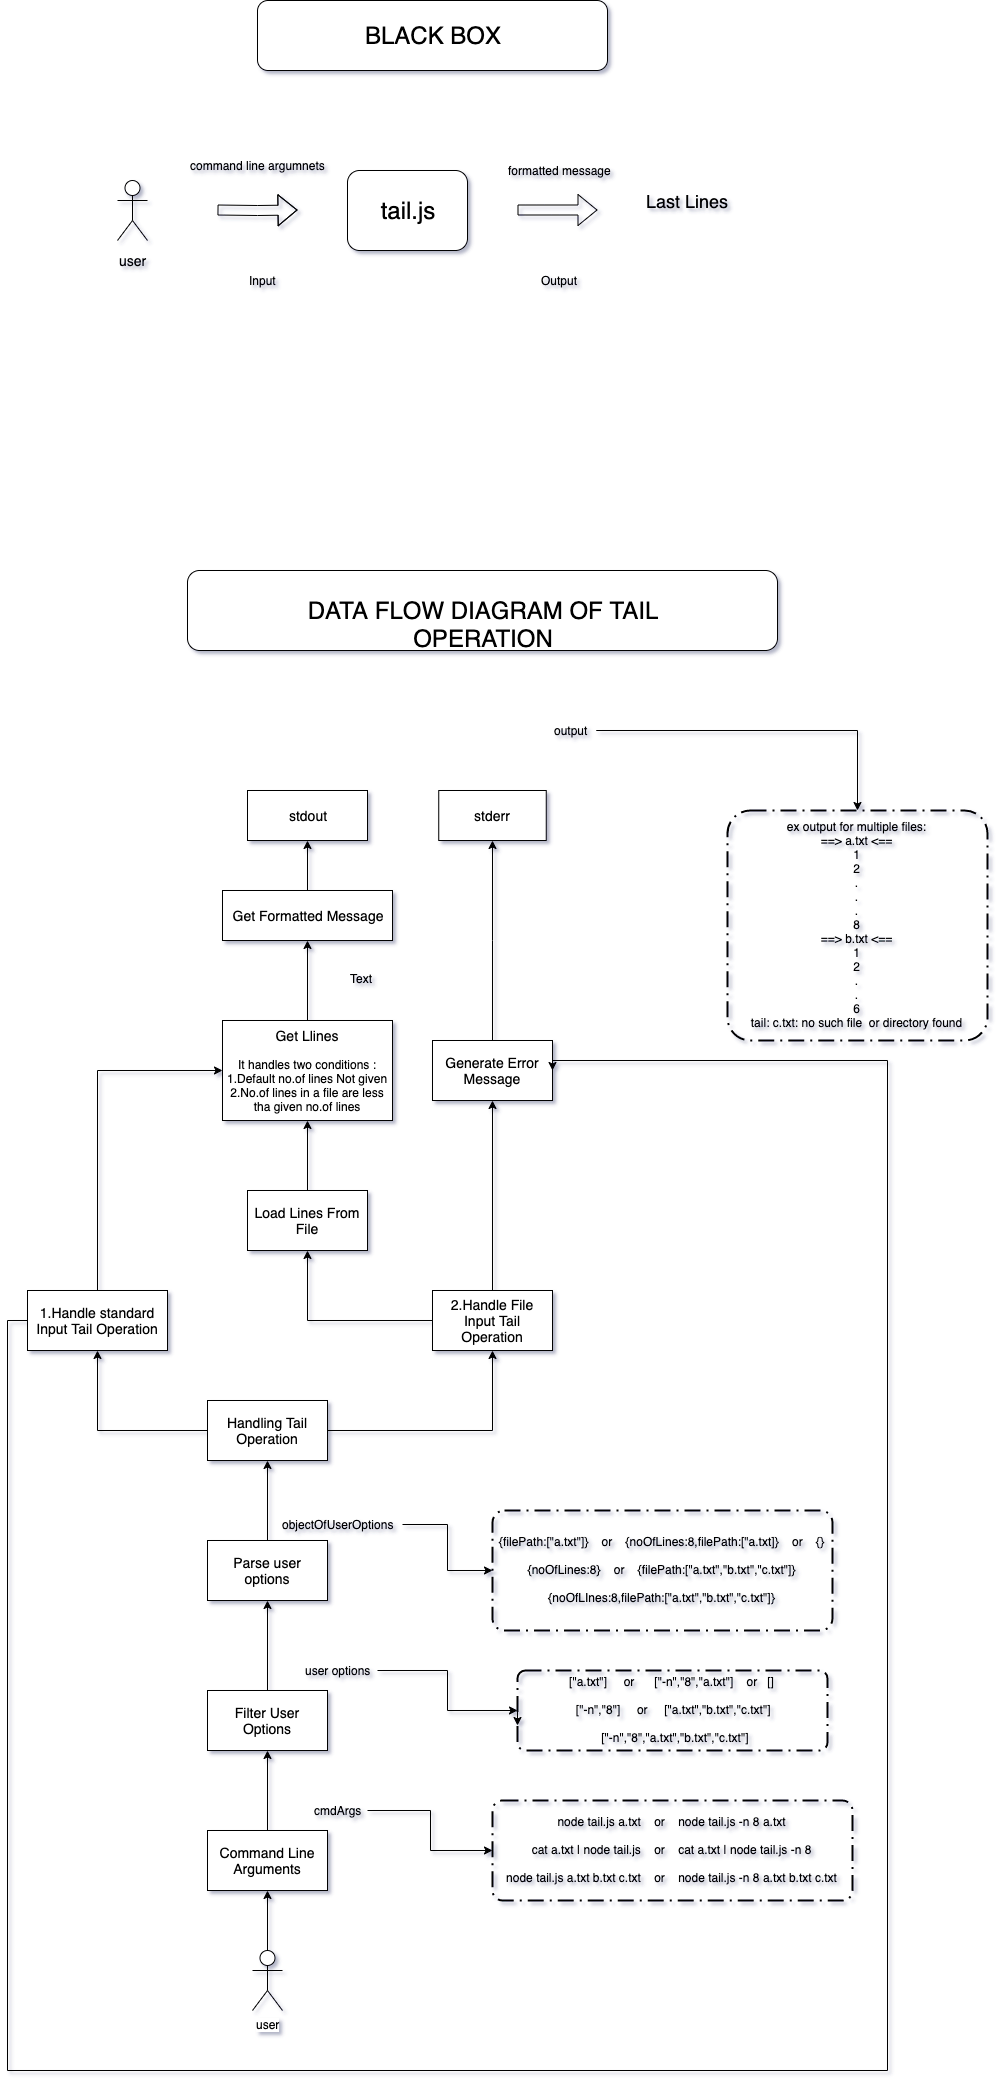 BLACK BOX
command line argumnets
formatted message
tail.js
Last Lines
user
Input
Output
DATA FLOW DIAGRAM OF TAIL
OPERATION
output
stdout
stderr
ex output for multiple files:
==> a.txt <==
1
2
.
.
.
8
==> b.txt <==
1
2
.
.
6
tail: c.txt: no such file or directory found
Get Formatted Message
Text
Get Llines
It handles two conditions :
1.Default no.of lines Not given
2.No.of lines in a file are less
tha given no.of lines
Generate Error
Message
Load Lines From
File
1.Handle standard
Input Tail Operation
2.Handle File
Input Tail
Operation
Handling Tail
Operation
objectOfUserOptions
{filePath:["a.txt"]} or {noOfLines:8,filePath:["a.txt]} or {}
{noOfLines:8} or {filePath:["a.txt","b.txt","c.txt"]}
{noOfLInes:8,filePath:["a.txt","b.txt","c.txt"]}
Parse user
options
user options
["a.txt"] or ["-n","8","a.txt"] or []
["-n","8"] or ["a.txt","b.txt","c.txt"]
["-n","8","a.txt","b.txt","c.txt"]
Filter User
Options
cmdArgs
node tail.js a.txt or node tail.js -n 8 a.txt
cat a.txt | node tail.js or cat a.txt | node tail.js -n 8
node tail.js a.txt b.txt c.txt or node tail.js -n 8 a.txt b.txt c.txt
Command Line
Arguments
user